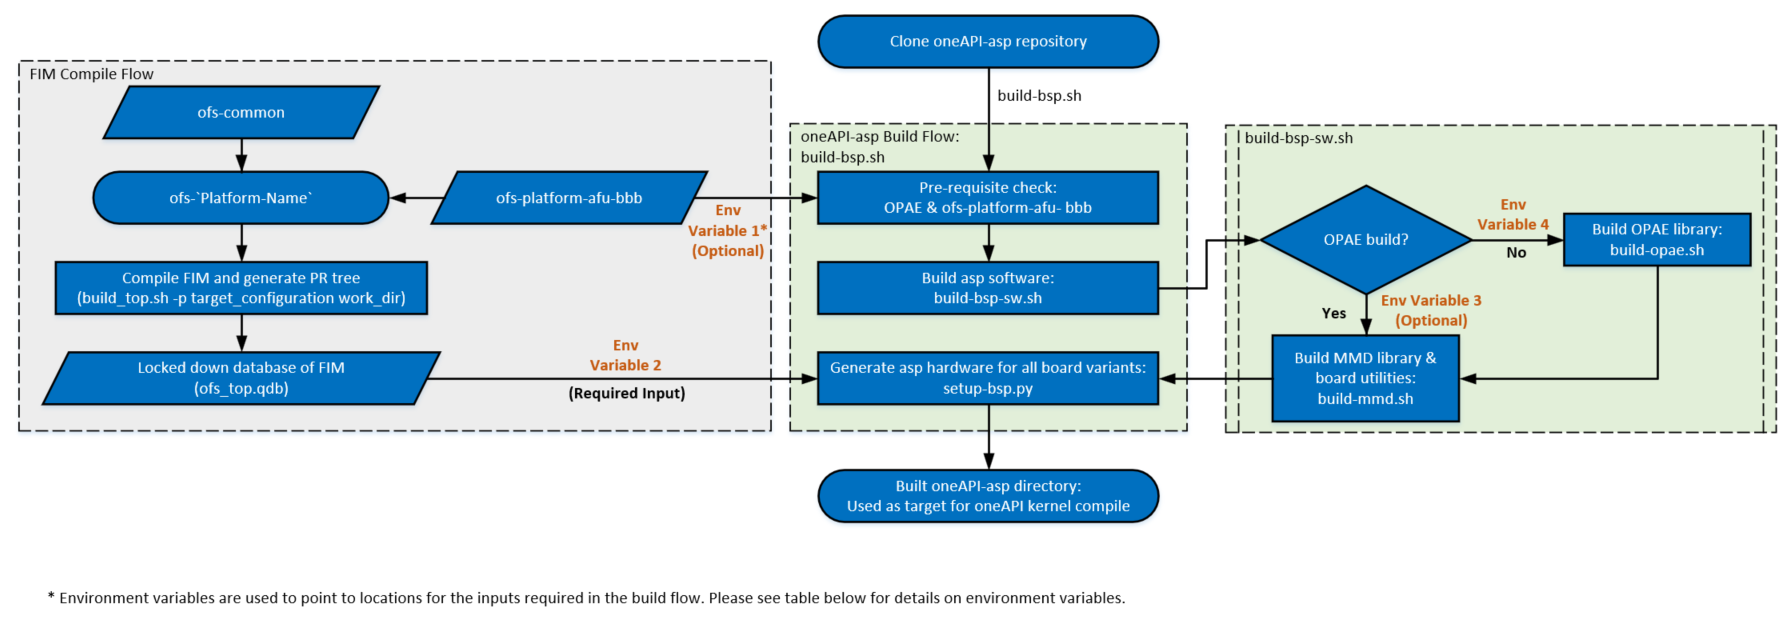 Clone oneAPI-asp repository
build-bsp.sh
FIM Compile Flow
ofs-common
ofs-`Platform-Name`
ofs-platform-afu-bbb
Env
Variable 1*
(Optional)
Compile FIM and generate PR tree
(build_top.sh -p target_configuration work_dir)
Locked down database of FIM
(ofs_top.qdb)
Env
Variable 2
(Required Input)
oneAPI-asp Build Flow:
build-bsp.sh
Pre-requisite check:
OPAE & ofs-platform-afu- bbb
Build asp software:
build-bsp-sw.sh
Generate asp hardware for all board variants:
setup-bsp.py
build-bsp-sw.sh
OPAE build?
Env
Variable 4
No
Build OPAE library:
build-opae.sh
Yes
Env Variable 3
(Optional)
Build MMD library &
board utilities:
build-mmd.sh
Built oneAPI-asp directory:
Used as target for oneAPI kernel compile
* Environment variables are used to point to locations for the inputs required in the build flow. Please see table below for details on environment variables.